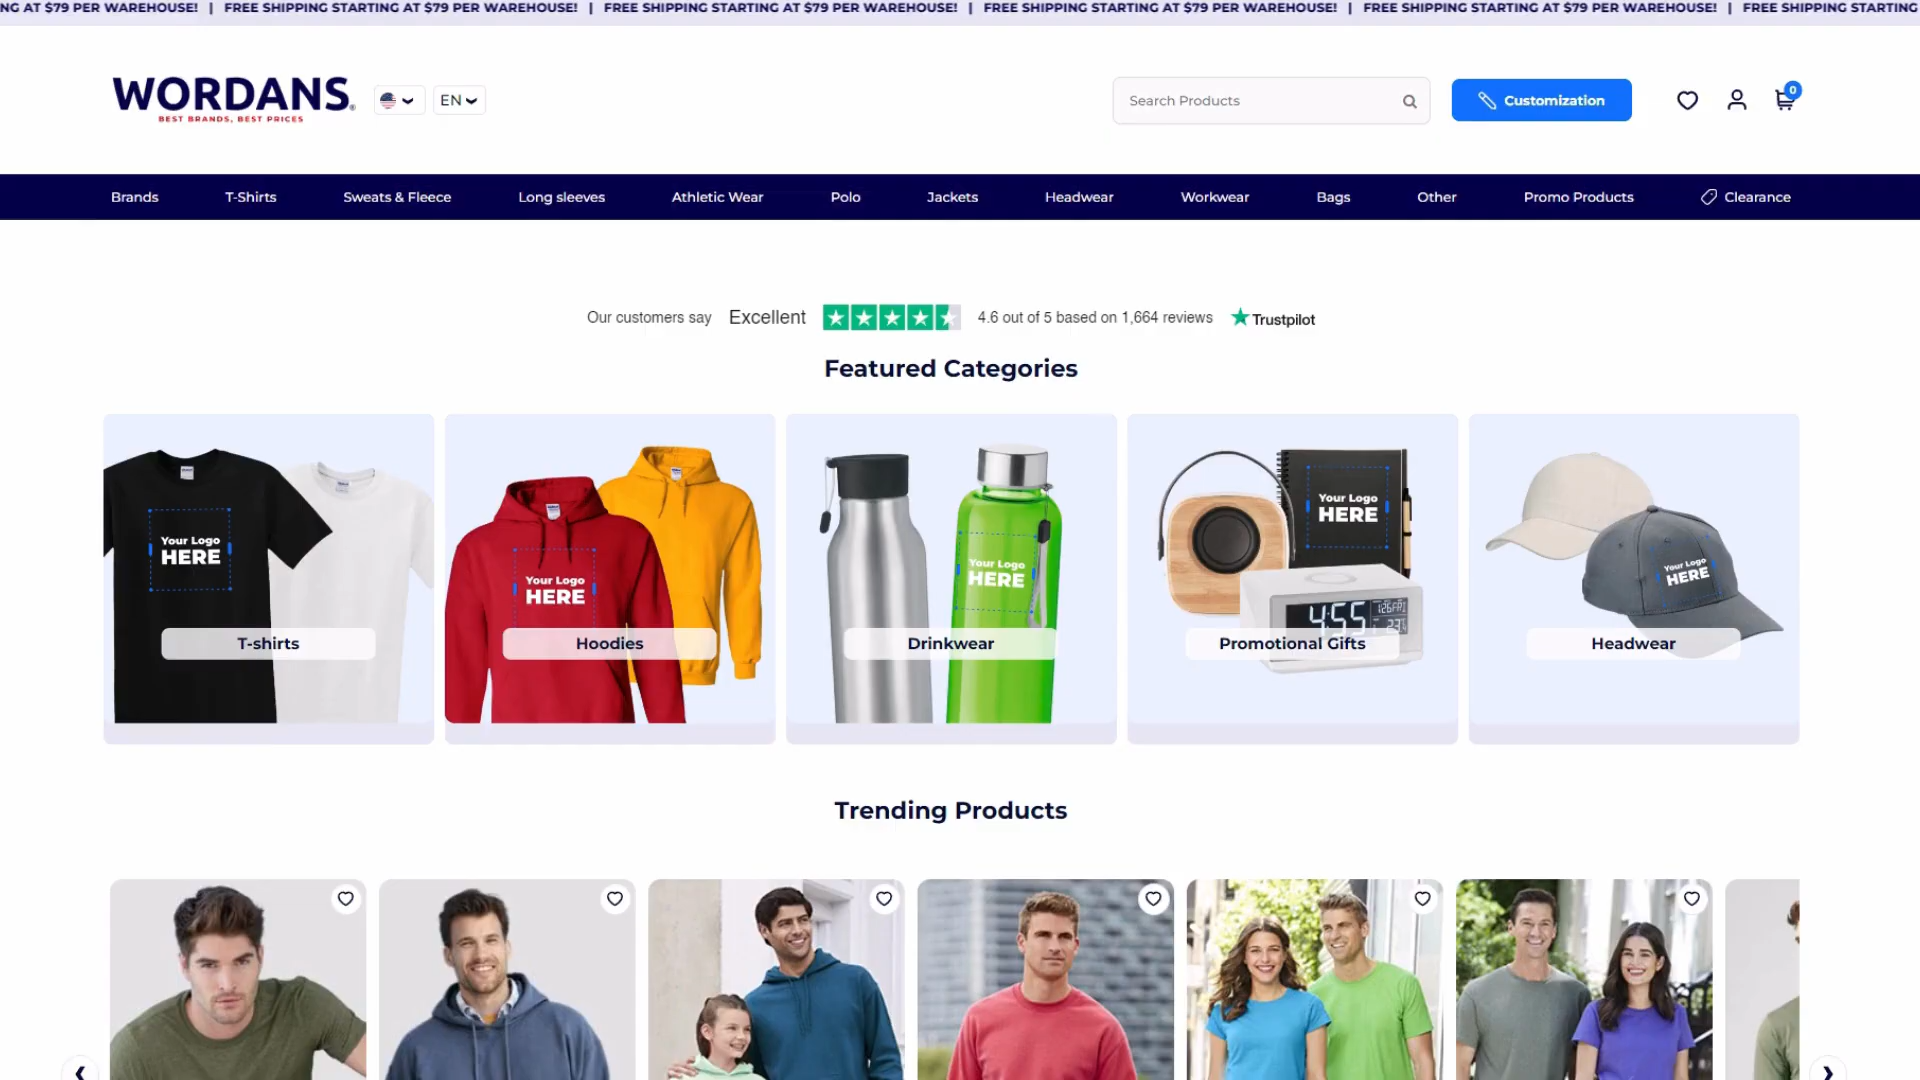 NG AT $79 PER WAREHOUSE! | FREE SHIPPING STARTING AT $79 PER WAREHOUSE! | FREE SHIPPING STARTING AT $79 PER WAREHOUSE! | FREE SHIPPING STARTING AT $79 PER WAREHOUSE! | FREE SHIPPING STARTING AT $79 PER WAREHOUSE! | FREE SHIPPING STARTING
WORDANS®
BEST BRANDS, BEST PRICES
EN
Search Products
Customization
0
Brands
T-Shirts
Sweats & Fleece
Long sleeves
Athletic Wear
Polo
Jackets
Headwear
Workwear
Bags
Other
Promo Products
Clearance
Our customers say Excellent 4.6 out of 5 based on 1,664 reviews Trustpilot
Featured Categories
Your Logo
HERE
T-shirts
Your Logo
HERE
Hoodies
Your Logo
HERE
Drinkwear
Your Logo
HERE
4:55
Promotional Gifts
Your Logo
HERE
Headwear
Trending Products